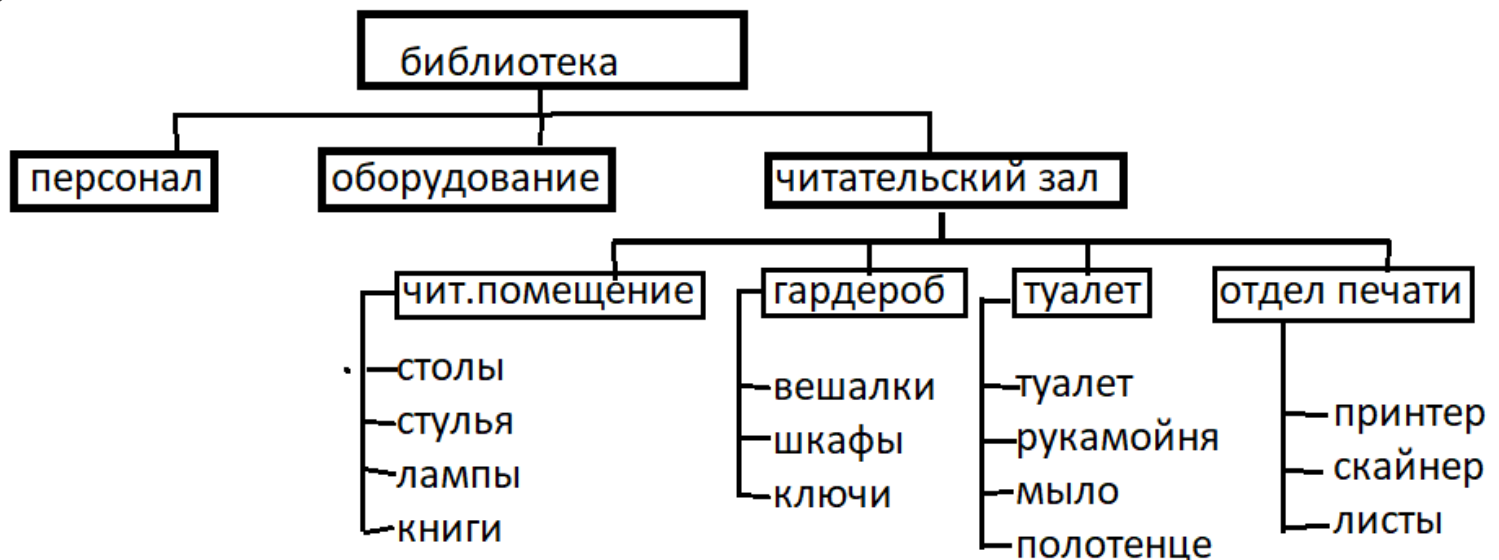 библиотека
персонал
оборудование
читательский зал
чит.помещение
гардероб
туалет
отдел печати
столы
стулья
лампы
книги
вешалки
шкафы
ключи
туалет
рукамойня
мыло
полотенце
принтер
скайнер
листы